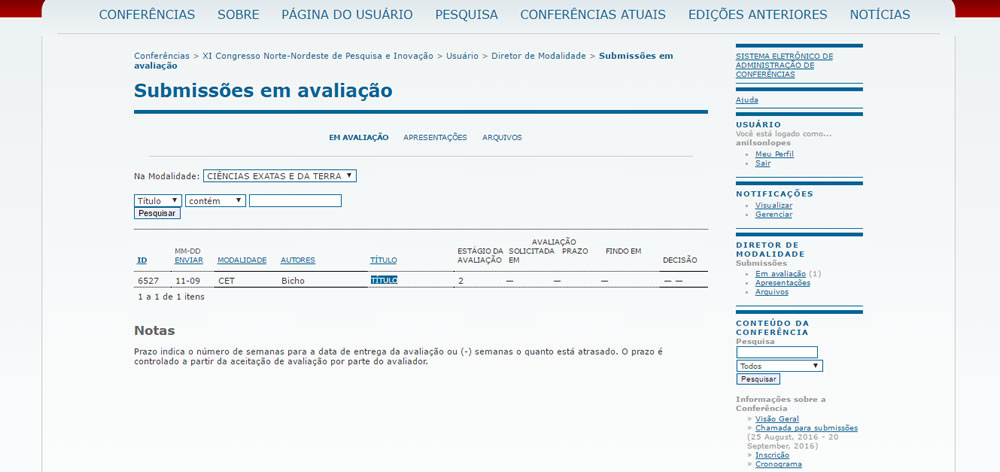 CONFERÊNCIAS SOBRE PÁGINA DO USUÁRIO PESQUISA CONFERÊNCIAS ATUAIS EDIÇÕES ANTERIORES NOTÍCIAS
Conferências > XI Congresso Norte-Nordeste de Pesquisa e Inovação > Usuário > Diretor de Modalidade > Submissões em
avaliação
Submissões em avaliação
EM AVALIAÇÃO APRESENTAÇÕES ARQUIVOS
Na Modalidade: CIÊNCIAS EXATAS E DA TERRA
Título contém
Pesquisar
AVALIAÇÃO
MM-DD ESTÁGIO DA SOLICITADA PRAZO FINDO EM
ID ENVIAR MODALIDADE AUTORES TÍTULO AVALIAÇÃO EM DECISÃO
6527 11-09 CET Bicho TÍTULO 2 — — — — —
1 a 1 de 1 itens
Notas
Prazo indica o número de semanas para a data de entrega da avaliação ou (-) semanas o quanto está atrasado. O prazo é
controlado a partir da aceitação de avaliação por parte do avaliador.
SISTEMA ELETRÔNICO DE
ADMINISTRAÇÃO DE
CONFERÊNCIAS
Ajuda
USUÁRIO
Você está logado como...
anilsonlopes
Meu Perfil
Sair
NOTIFICAÇÕES
Visualizar
Gerenciar
DIRETOR DE
MODALIDADE
Submissões
Em avaliação (1)
Apresentações
Arquivos
CONTEÚDO DA
CONFERÊNCIA
Pesquisa
Todos
Pesquisar
Informações sobre a
Conferência
» Visão Geral
» Chamada para submissões
(25 August, 2016 - 20
September, 2016)
» Inscrição
» Cronograma